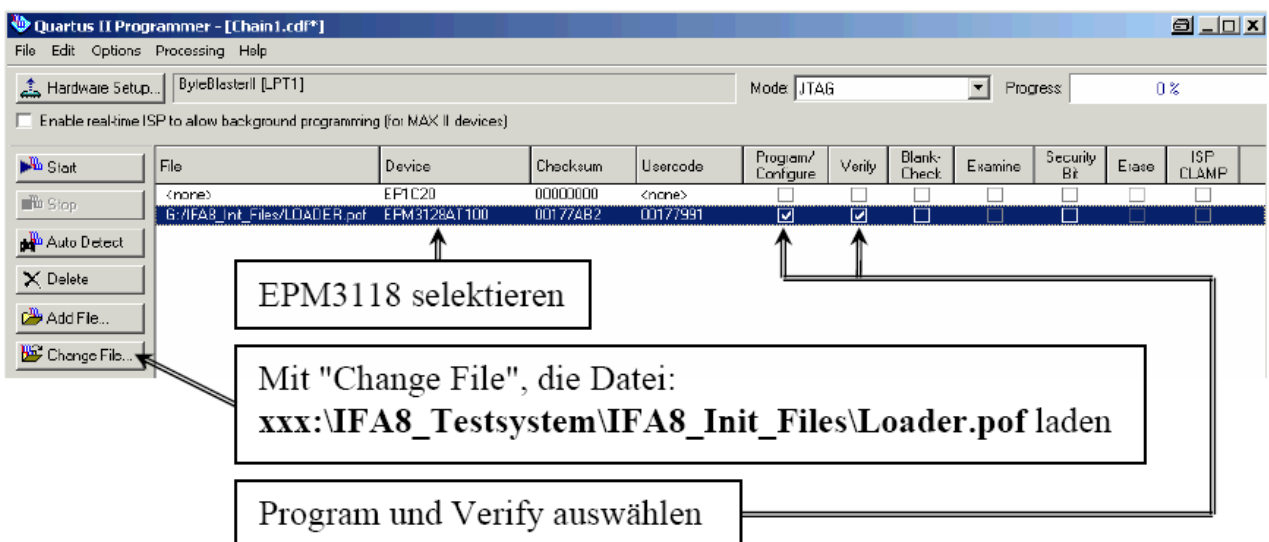 Quartus II Programmer - [Chain1.cdf*]
File Edit Options Processing Help
Hardware Setup... ByteBlasterII [LPT1] Mode: JTAG Progress: 0 %
Enable real-time ISP to allow background programming (for MAX II devices)
Start
Stop
Auto Detect
Delete
Add File...
Change File...
File Device Checksum Usercode Program/ Configure Verify Blank- Check Examine Security Bit Erase ISP CLAMP
<none> EP1C20 00000000 <none>
G:/IFA8_Init_Files/LOADER.pof EPM3128AT100 00177AB2 00177991
EPM3118 selektieren
Mit "Change File", die Datei:
xxx:\IFA8_Testsystem\IFA8_Init_Files\Loader.pof laden
Program und Verify auswählen